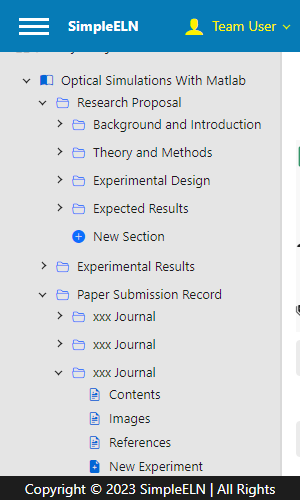 SimpleELN
Team User
Optical Simulations With Matlab
Research Proposal
Background and Introduction
Theory and Methods
Experimental Design
Expected Results
New Section
Experimental Results
Paper Submission Record
xxx Journal
xxx Journal
xxx Journal
Contents
Images
References
New Experiment
Copyright © 2023 SimpleELN | All Rights